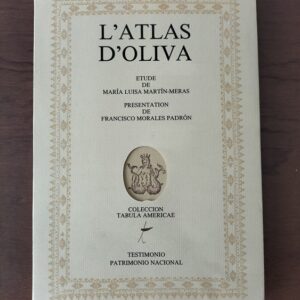 L'ATLAS
D'OLIVA
ETUDE
DE
MARÍA LUISA MARTÍN-MERAS
PRESENTATION
DE
FRANCISCO MORALES PADRÓN
COLECCION
TABULA AMERICAE
TESTIMONIO
PATRIMONIO NACIONAL